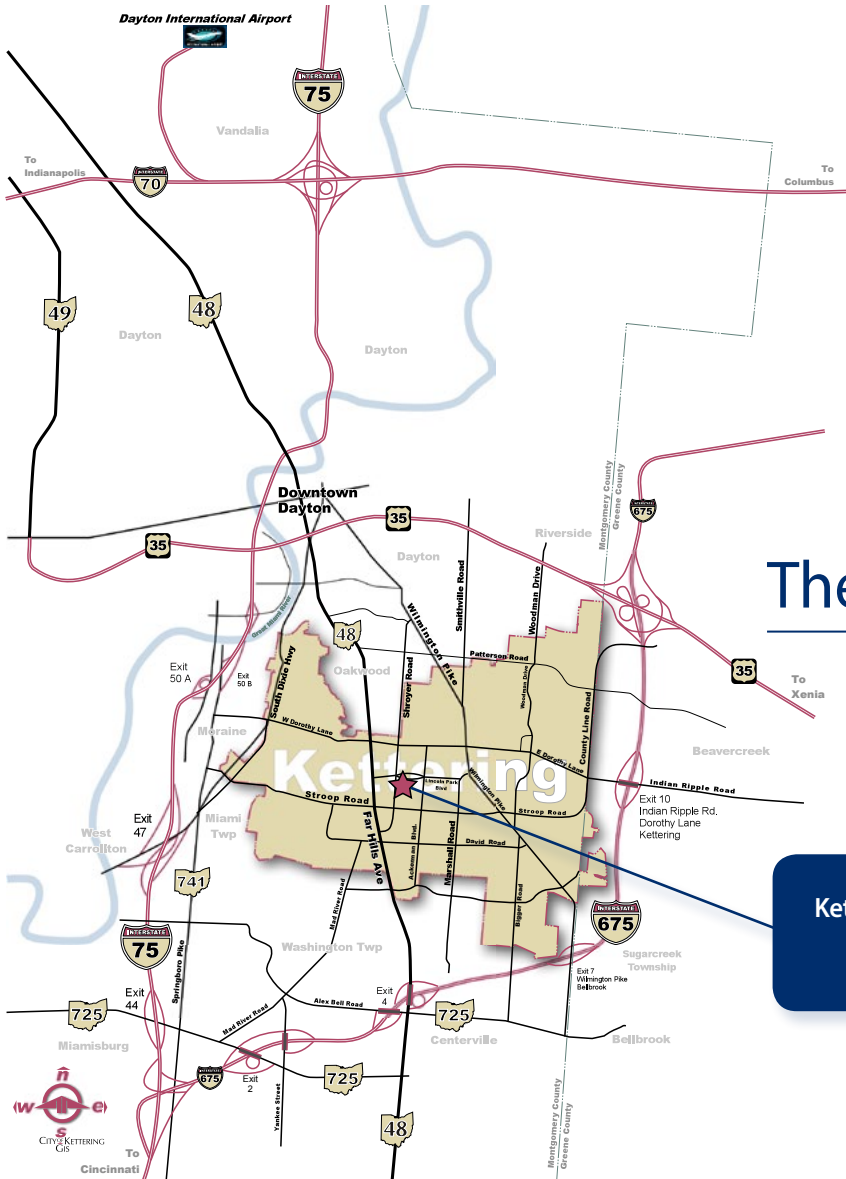 Dayton International Airport
INTERSTATE
75
Vandalia
To
Indianapolis
INTERSTATE
70
To
Columbus
49
48
Dayton
Dayton
Downtown
Dayton
35
35
Dayton
Riverside
Montgomery County
Greene County
INTERSTATE
675
The
Smithville Road
Woodman Drive
Wilmington Pike
Great Miami River
48
Oakwood
Shroyer Road
Patterson Road
South Dixie Hwy
Exit
50 A
Exit
50 B
Woodman Drive
County Line Road
35
To
Xenia
Moraine
W Dorothy Lane
Kettering
E Dorothy Lane
Beavercreek
Lincoln Park
Blvd
Wilmington Pike
Indian Ripple Road
Stroop Road
Stroop Road
Exit 10
Indian Ripple Rd.
Dorothy Lane
Kettering
Exit
47
Miami
Twp
West
Carrollton
Far Hills Ave
Ackerman Blvd.
Marshall Road
David Road
741
Mad River Road
Bigger Road
Ket
INTERSTATE
75
Washington Twp
INTERSTATE
675
Sugarcreek
Township
Springboro Pike
Exit 7
Wilmington Pike
Bellbrook
Exit
44
Exit
4
725
Mad River Road
Alex Bell Road
725
Miamisburg
Centerville
Bellbrook
INTERSTATE
675
Exit
2
725
Yankee Street
n
w e
s
CITY OF KETTERING
GIS
48
Montgomery County
Greene County
To
Cincinnati